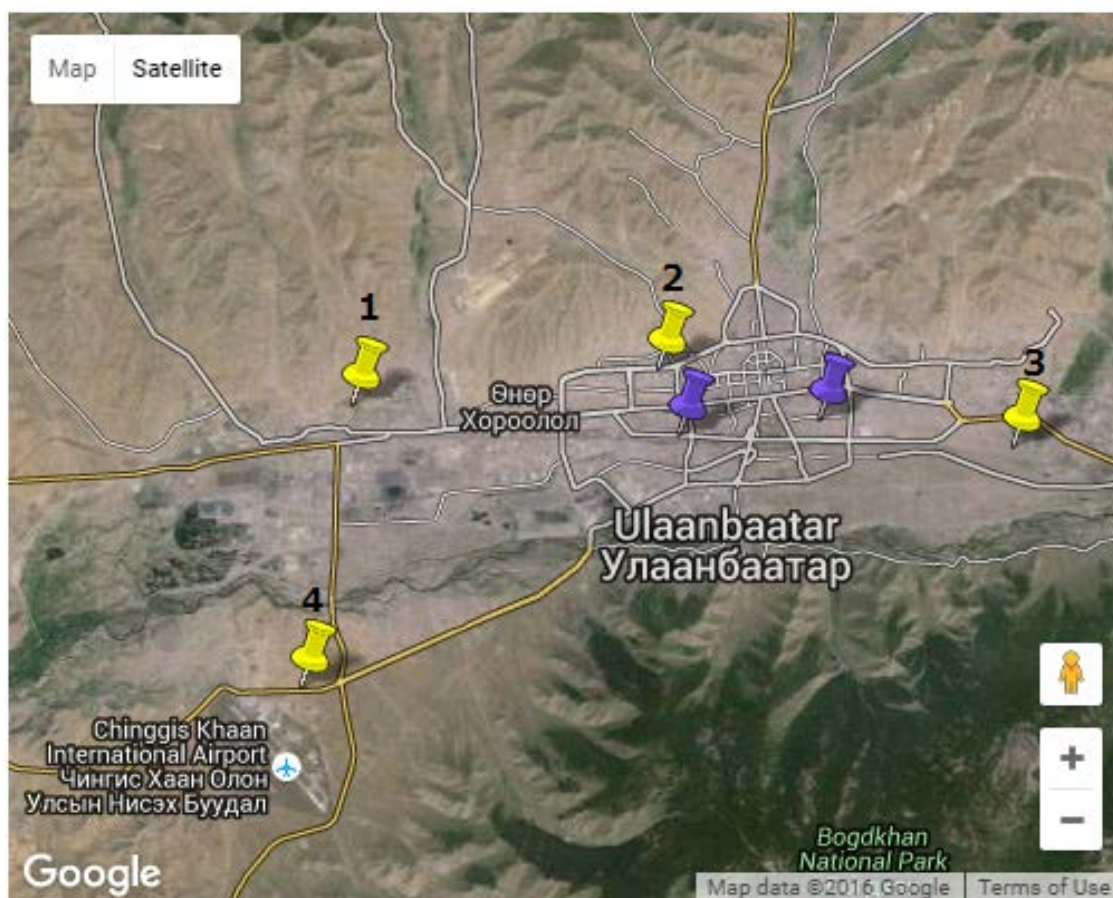 Map Satellite
1
2
3
Өнөр
Хороолол
Ulaanbaatar
Улаанбаатар
4
Chinggis Khaan
International Airport
Чингис Хаан Олон
Улсын Нисэх Буудал
+
−
Bogdkhan
National Park
Google
Map data ©2016 Google Terms of Use